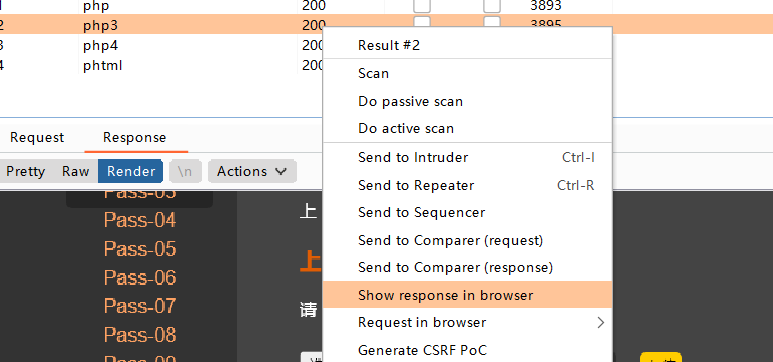 1 php 200 3893
2 php3 200 3895
3 php4 200
4 phtml 200
Result #2
Scan
Do passive scan
Do active scan
Send to Intruder Ctrl-I
Send to Repeater Ctrl-R
Send to Sequencer
Send to Comparer (request)
Send to Comparer (response)
Show response in browser
Request in browser
Generate CSRF PoC
Request Response
Pretty Raw Render \n Actions
Pass-03
Pass-04
上
Pass-05
上
Pass-06
Pass-07
请
Pass-08